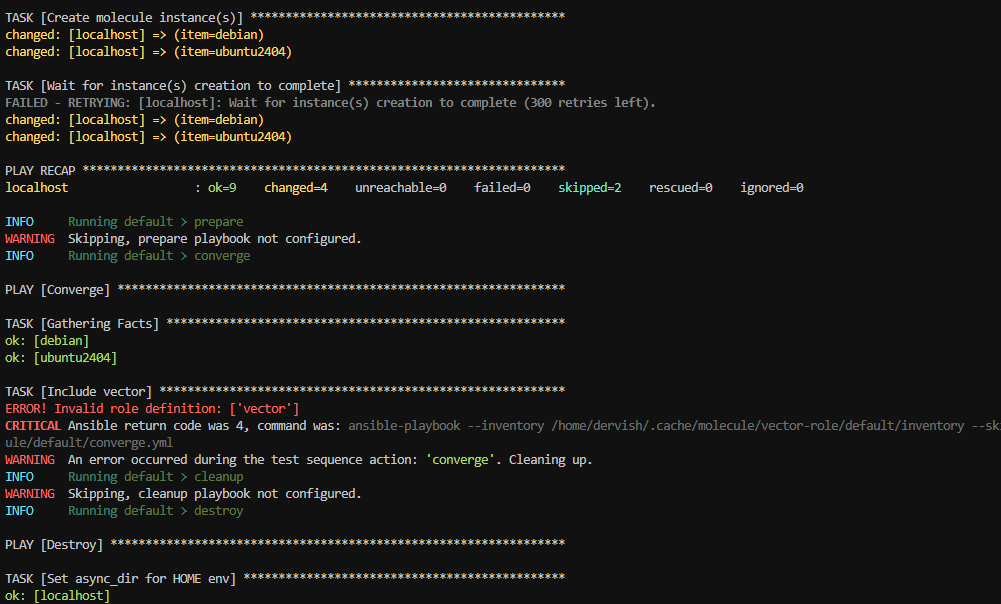 TASK [Create molecule instance(s)] *********************************************
changed: [localhost] => (item=debian)
changed: [localhost] => (item=ubuntu2404)
TASK [Wait for instance(s) creation to complete] *******************************
FAILED - RETRYING: [localhost]: Wait for instance(s) creation to complete (300 retries left).
changed: [localhost] => (item=debian)
changed: [localhost] => (item=ubuntu2404)
PLAY RECAP *********************************************************************
localhost                  : ok=9    changed=4    unreachable=0    failed=0    skipped=2    rescued=0    ignored=0
INFO     Running default > prepare
WARNING  Skipping, prepare playbook not configured.
INFO     Running default > converge
PLAY [Converge] ****************************************************************
TASK [Gathering Facts] *********************************************************
ok: [debian]
ok: [ubuntu2404]
TASK [Include vector] **********************************************************
ERROR! Invalid role definition: ['vector']
CRITICAL Ansible return code was 4, command was: ansible-playbook --inventory /home/dervish/.cache/molecule/vector-role/default/inventory --ski
ule/default/converge.yml
WARNING  An error occurred during the test sequence action: 'converge'. Cleaning up.
INFO     Running default > cleanup
WARNING  Skipping, cleanup playbook not configured.
INFO     Running default > destroy
PLAY [Destroy] *****************************************************************
TASK [Set async_dir for HOME env] **********************************************
ok: [localhost]